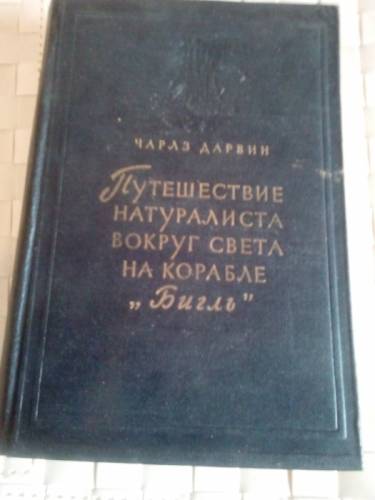 ЧАРЛЗ ДАРВИН
ПУТЕШЕСТВИЕ
НАТУРАЛИСТА
ВОКРУГ СВЕТА
НА КОРАБЛЕ
„Бигль"